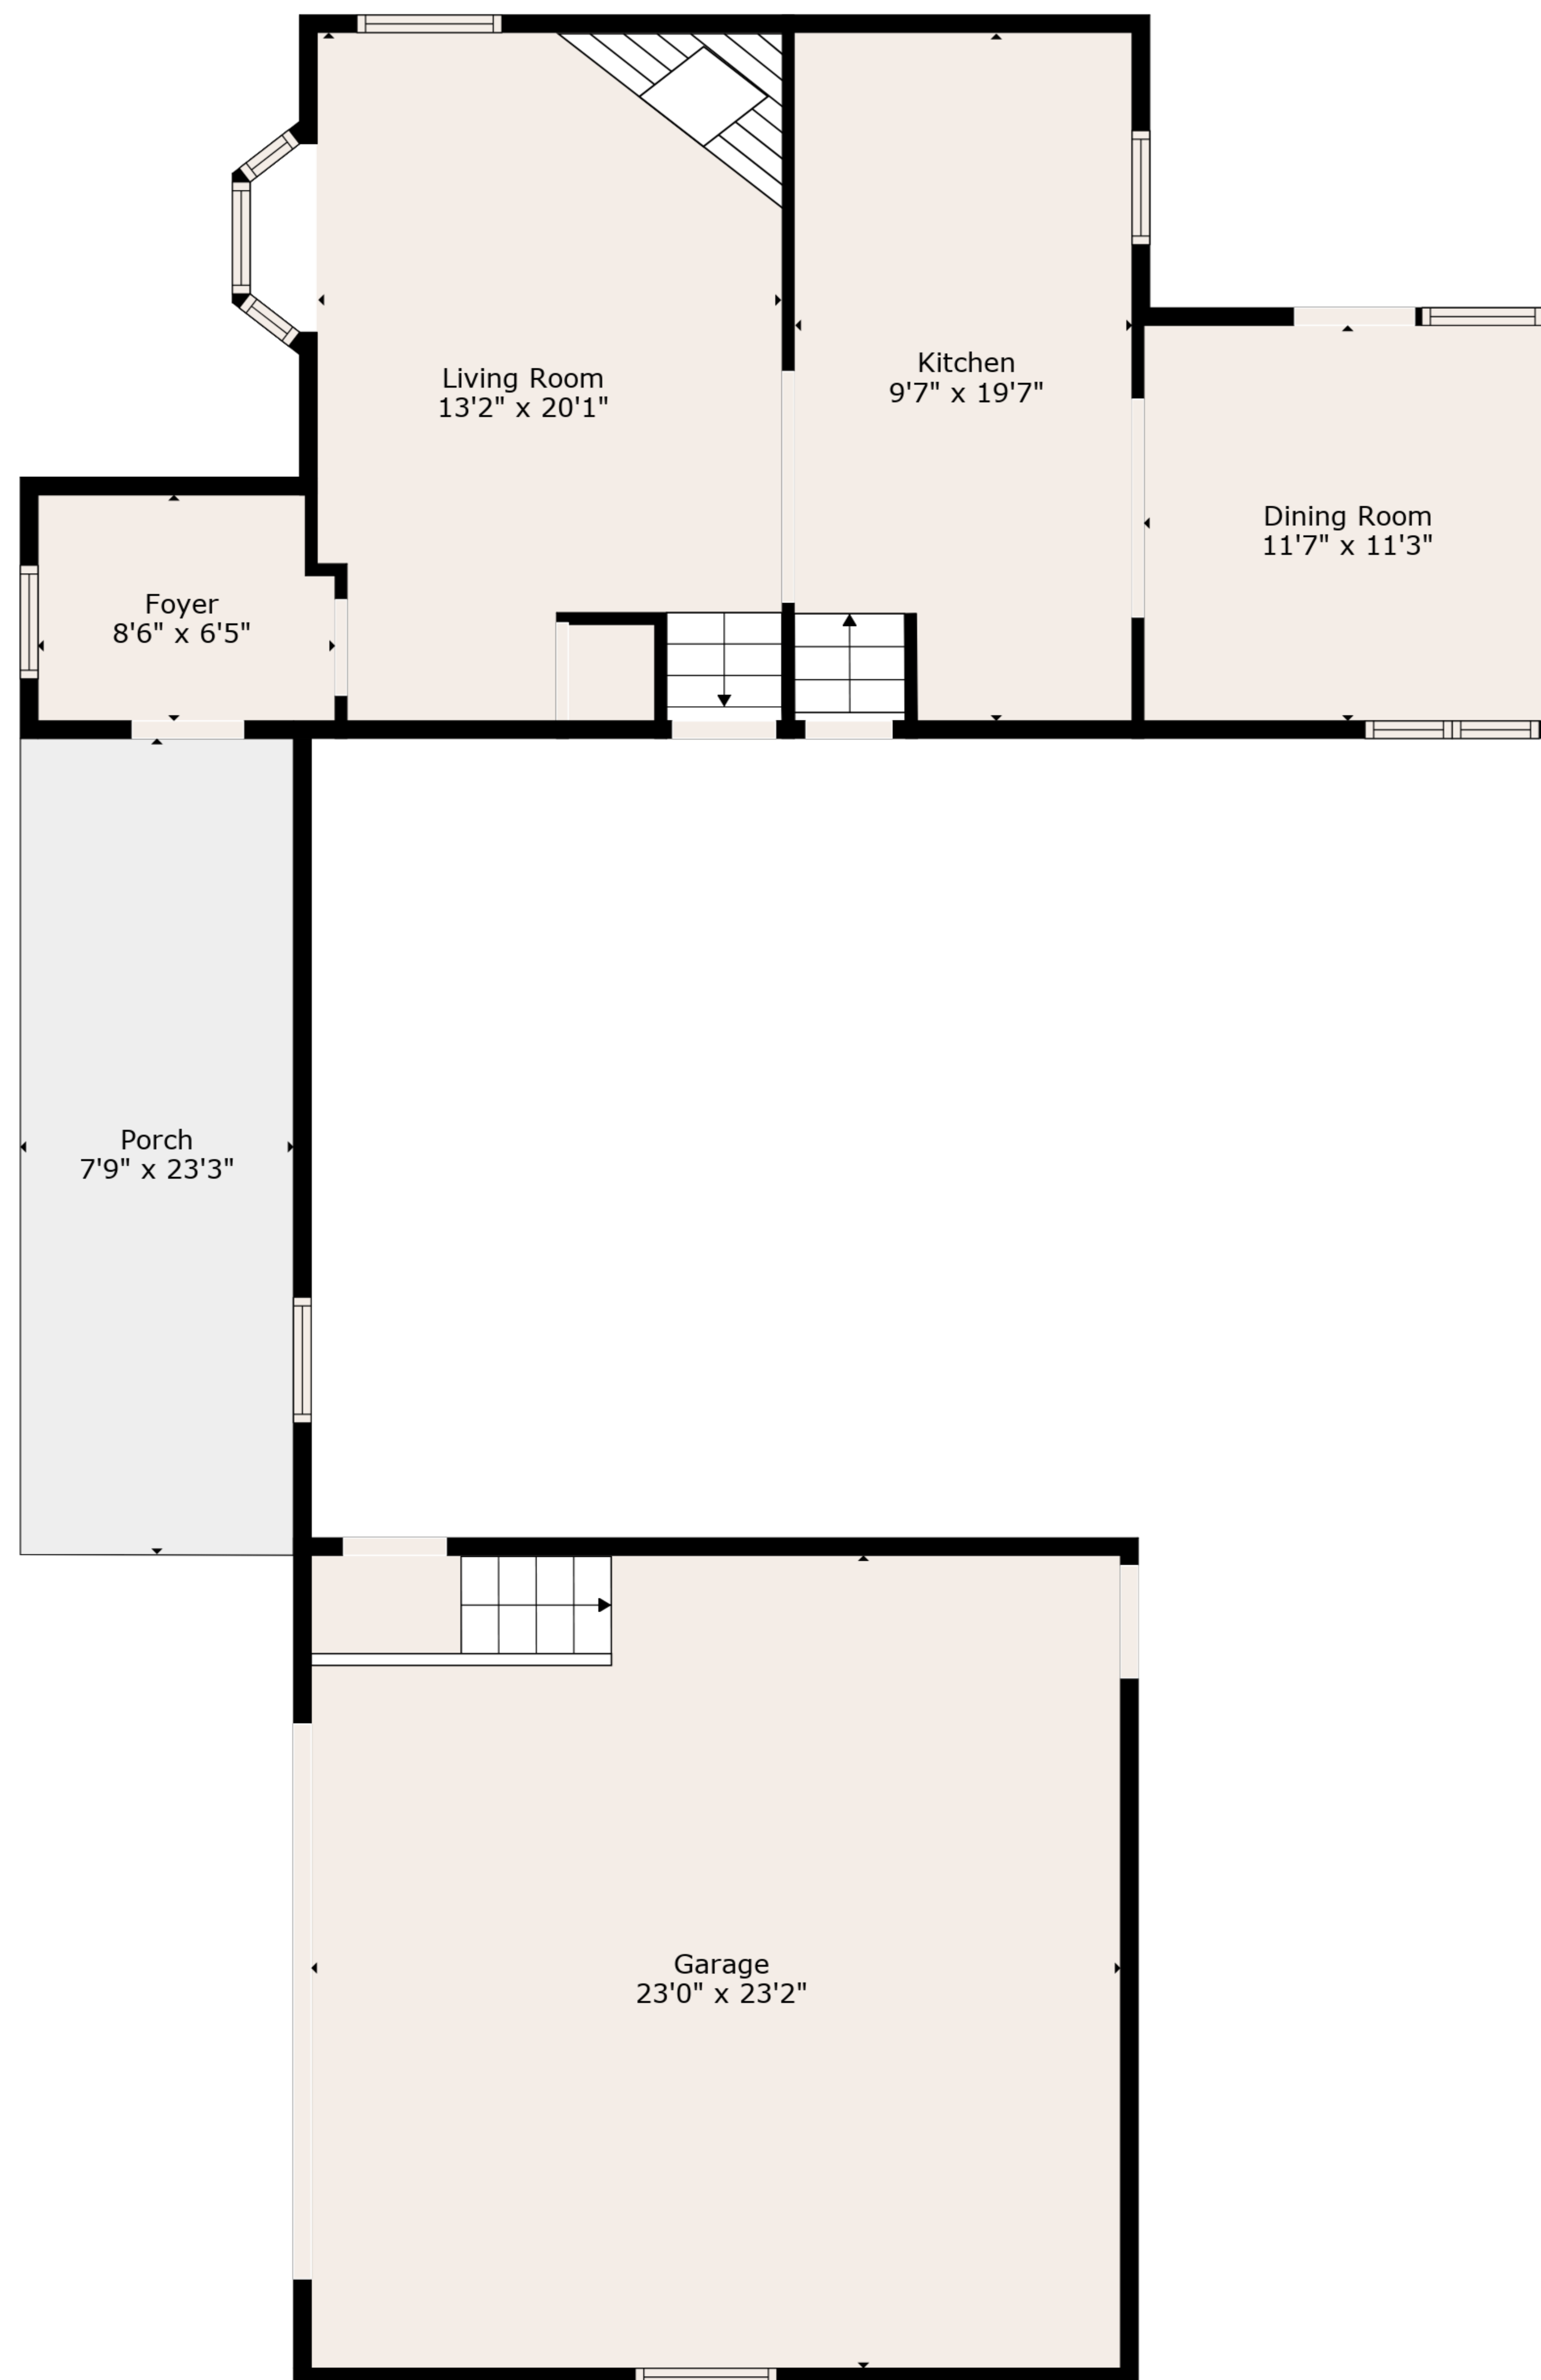 Living Room
13'2" x 20'1"
Kitchen
9'7" x 19'7"
Dining Room
11'7" x 11'3"
Foyer
8'6" x 6'5"
Porch
7'9" x 23'3"
Garage
23'0" x 23'2"